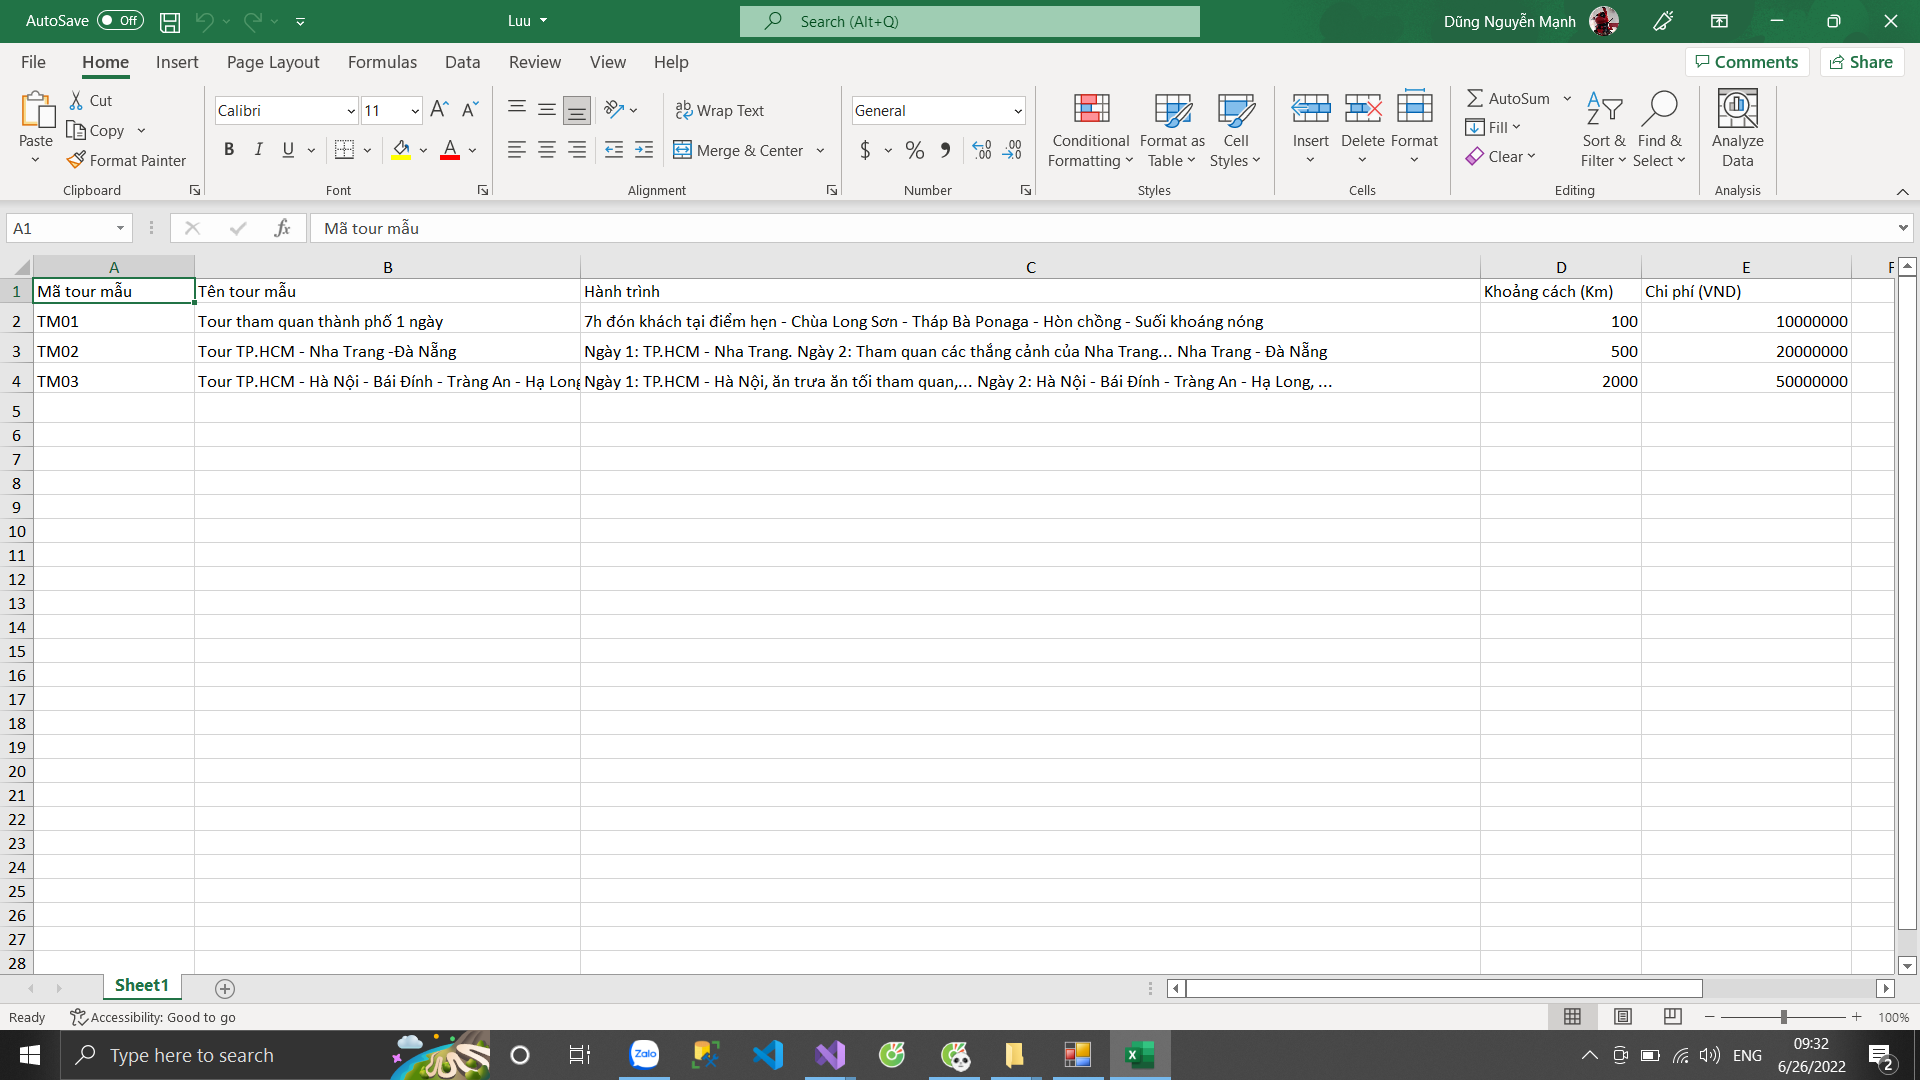 AutoSave Off Luu Search (Alt+Q) Dũng Nguyễn Mạnh
File Home Insert Page Layout Formulas Data Review View Help Comments Share
Paste Cut Copy Format Painter Clipboard
Calibri 11 B I U A Font
ab Wrap Text Merge & Center Alignment
General $ % Number
Conditional Formatting Format as Table Cell Styles Styles
Insert Delete Format Cells
AutoSum Fill Clear Sort & Filter Find & Select Editing
Analyze Data Analysis
A1 fx Mã tour mẫu
A B C D E F
1 Mã tour mẫu Tên tour mẫu Hành trình Khoảng cách (Km) Chi phí (VND)
2 TM01 Tour tham quan thành phố 1 ngày 7h đón khách tại điểm hẹn - Chùa Long Sơn - Tháp Bà Ponaga - Hòn chồng - Suối khoáng nóng 100 10000000
3 TM02 Tour TP.HCM - Nha Trang -Đà Nẵng Ngày 1: TP.HCM - Nha Trang. Ngày 2: Tham quan các thắng cảnh của Nha Trang... Nha Trang - Đà Nẵng 500 20000000
4 TM03 Tour TP.HCM - Hà Nội - Bái Đính - Tràng An - Hạ Long Ngày 1: TP.HCM - Hà Nội, ăn trưa ăn tối tham quan,... Ngày 2: Hà Nội - Bái Đính - Tràng An - Hạ Long, ... 2000 50000000
5
6
7
8
9
10
11
12
13
14
15
16
17
18
19
20
21
22
23
24
25
26
27
28
Sheet1
Ready Accessibility: Good to go 100%
Type here to search Zalo ENG 09:32
6/26/2022 2